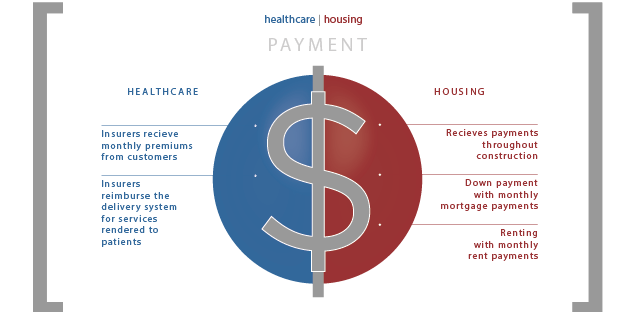 healthcare | housing
PAYMENT
HEALTHCARE
Insurers recieve
monthly premiums
from customers
Insurers
reimburse the
delivery system
for services
rendered to
patients
HOUSING
Recieves payments
throughout
construction
Down payment
with monthly
mortgage payments
Renting
with monthly
rent payments
$